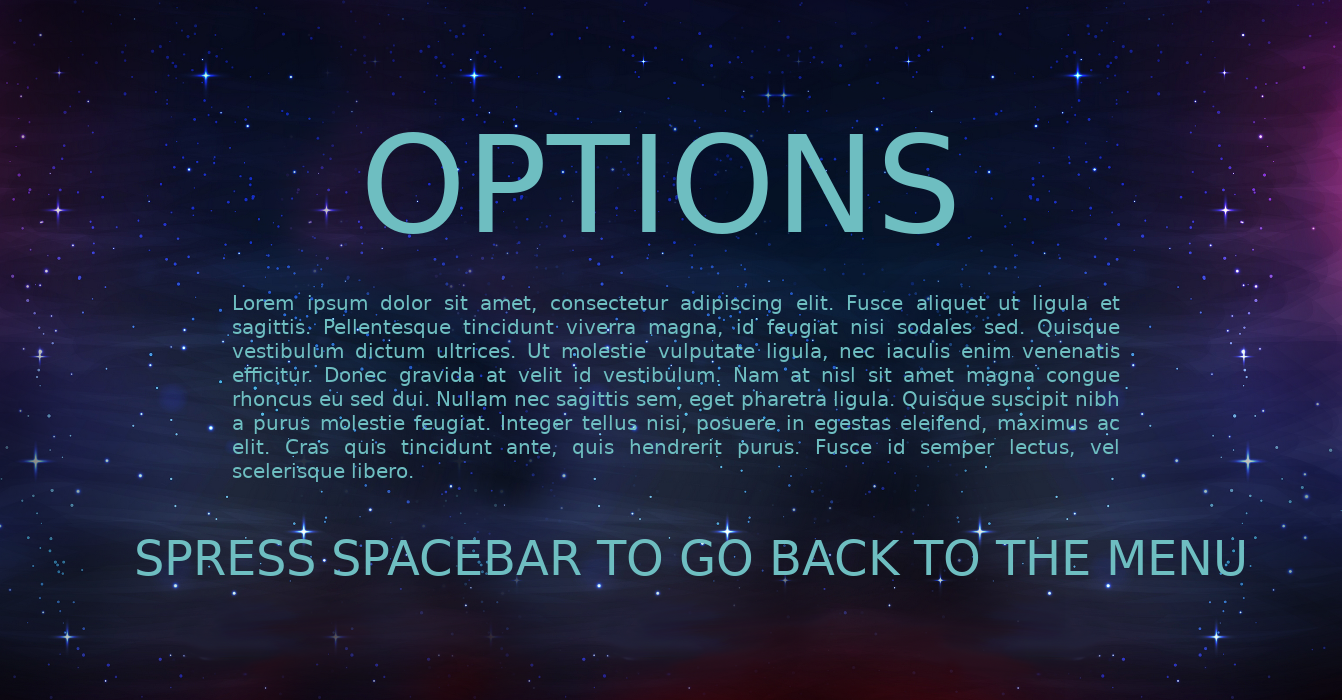 OPTIONS
Lorem ipsum dolor sit amet, consectetur adipiscing elit. Fusce aliquet ut ligula et
sagittis. Pellentesque tincidunt viverra magna, id feugiat nisi sodales sed. Quisque
vestibulum dictum ultrices. Ut molestie vulputate ligula, nec iaculis enim venenatis
efficitur. Donec gravida at velit id vestibulum. Nam at nisl sit amet magna congue
rhoncus eu sed dui. Nullam nec sagittis sem, eget pharetra ligula. Quisque suscipit nibh
a purus molestie feugiat. Integer tellus nisi, posuere in egestas eleifend, maximus ac
elit. Cras quis tincidunt ante, quis hendrerit purus. Fusce id semper lectus, vel
scelerisque libero.
SPRESS SPACEBAR TO GO BACK TO THE MENU